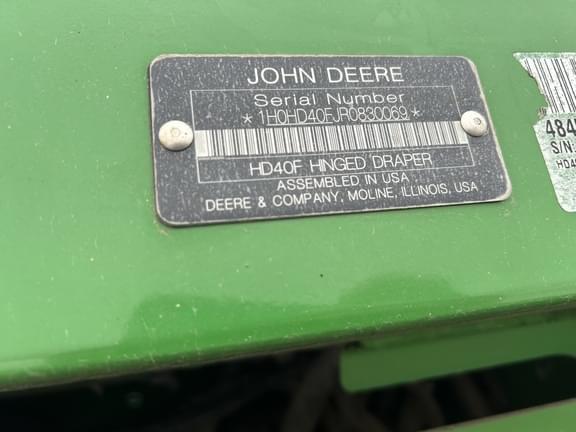 JOHN DEERE
Serial Number
*1H0HD40FJR0830069*
HD40F HINGED DRAPER
ASSEMBLED IN USA
DEERE & COMPANY, MOLINE, ILLINOIS, USA
S/N: